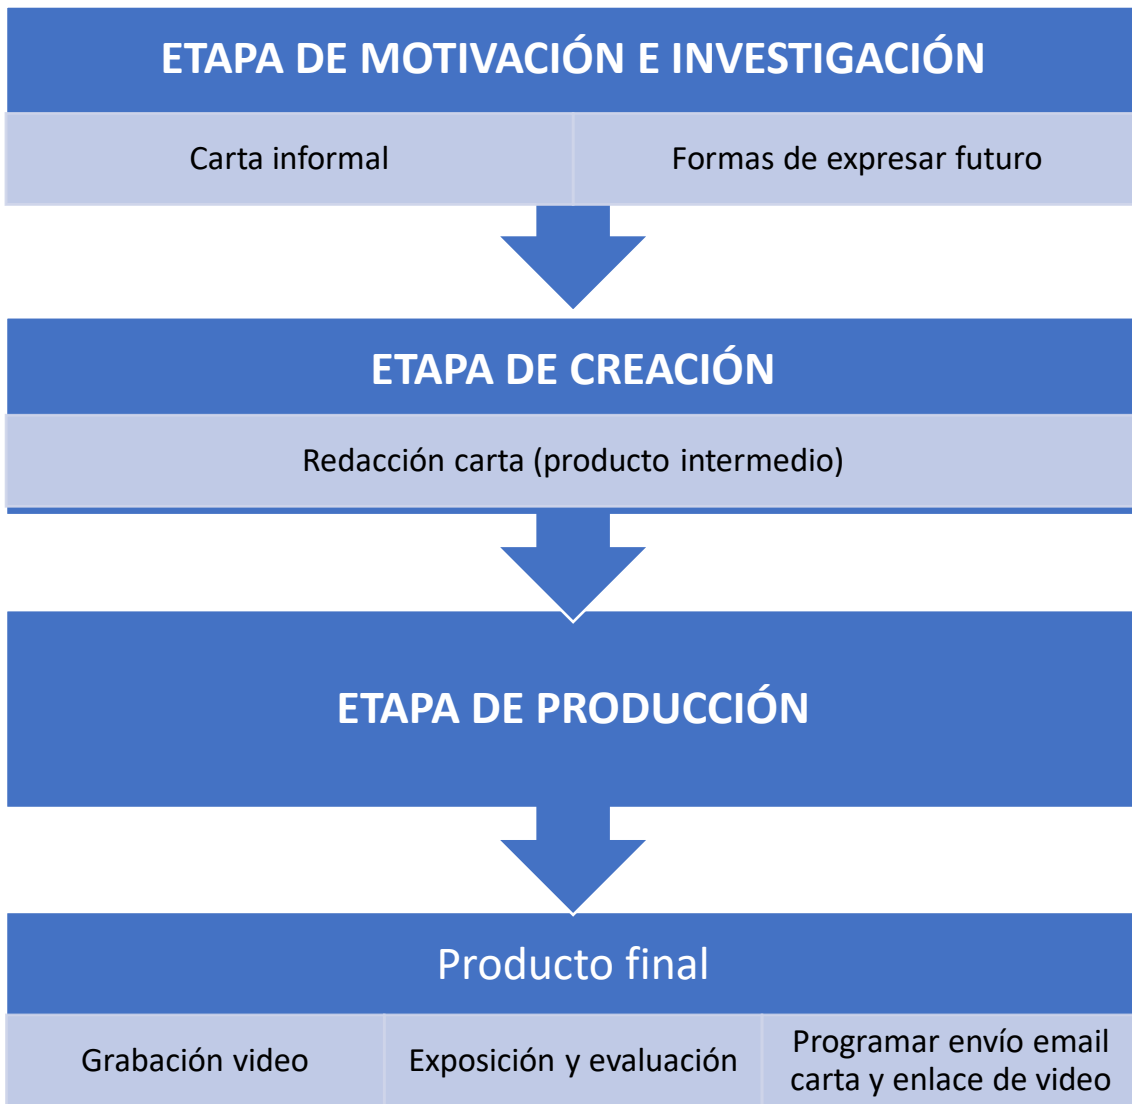 ETAPA DE MOTIVACIÓN E INVESTIGACIÓN
Carta informal
Formas de expresar futuro
ETAPA DE CREACIÓN
Redacción carta (producto intermedio)
ETAPA DE PRODUCCIÓN
Producto final
Grabación video
Exposición y evaluación
Programar envío email
carta y enlace de video